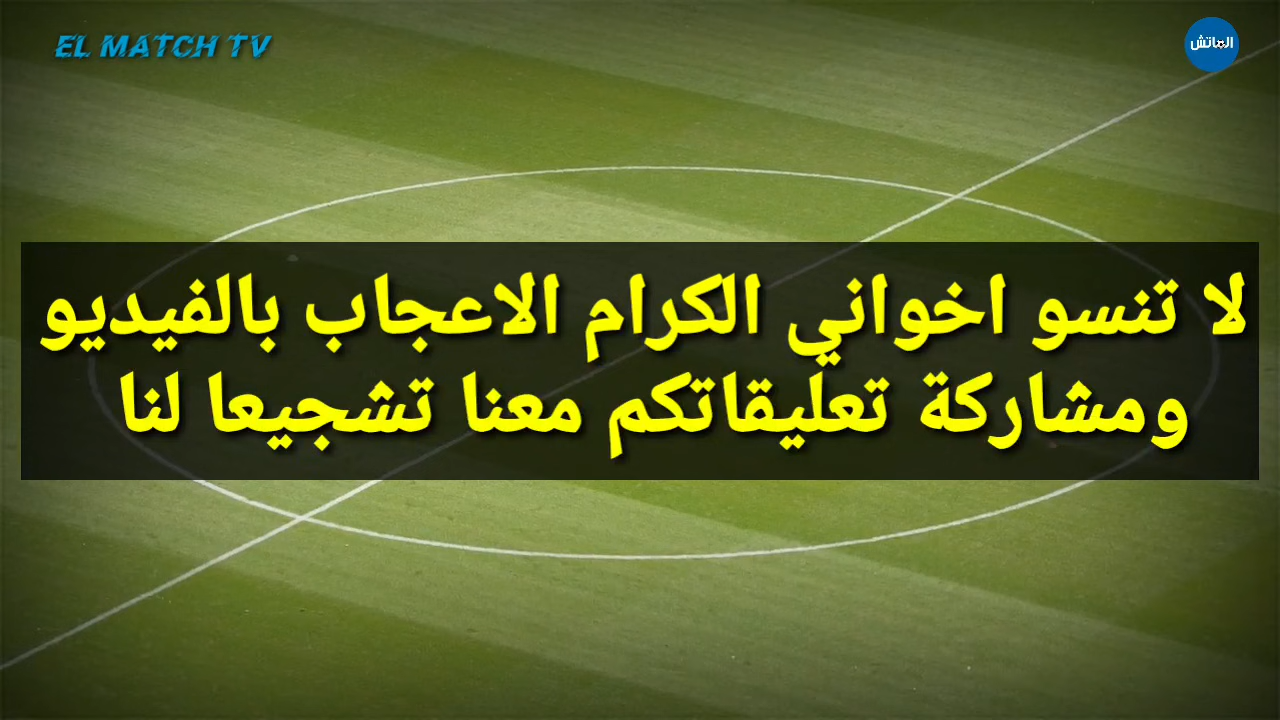 EL MATCH TV
الماتش
لا تنسو اخواني الكرام الاعجاب بالفيديو
ومشاركة تعليقاتكم معنا تشجيعا لنا